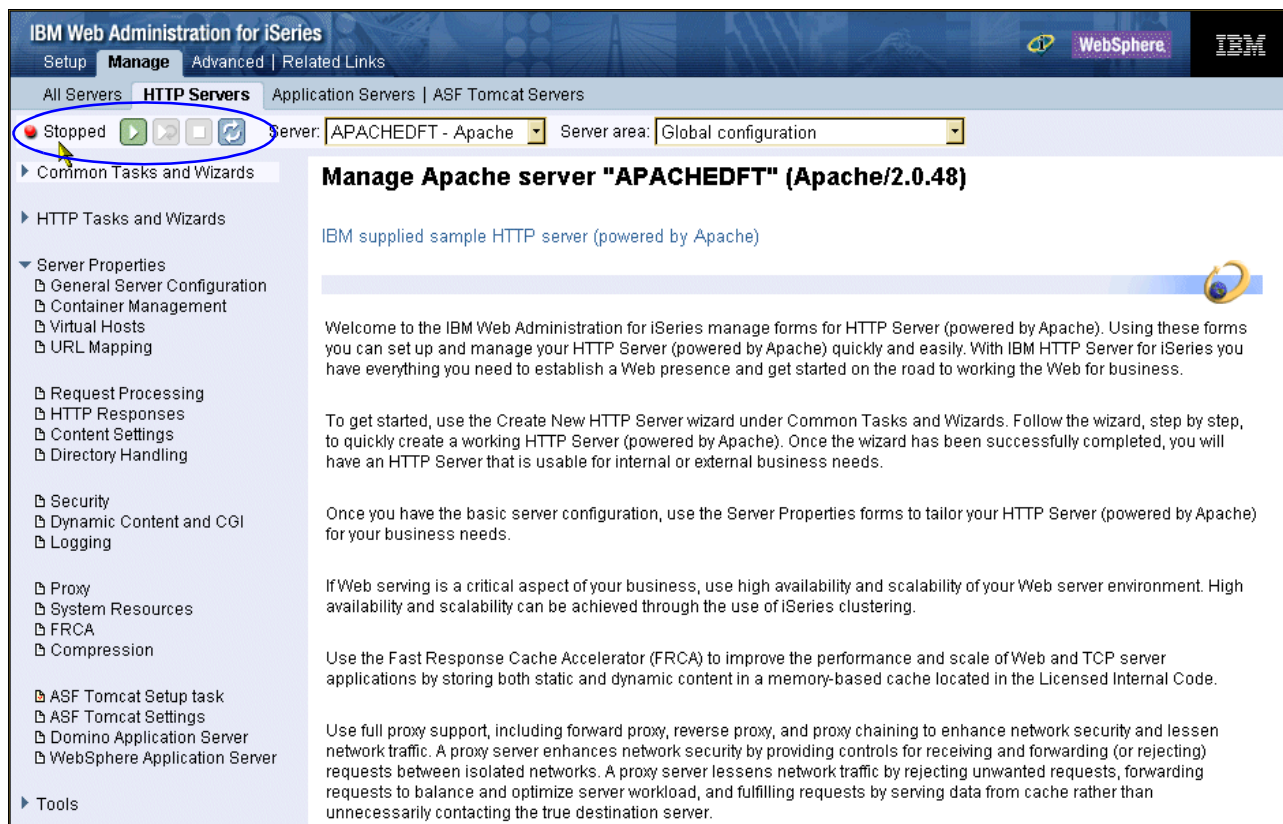 IBM Web Administration for iSeries
Setup Manage Advanced | Related Links
WebSphere
IBM
All Servers HTTP Servers Application Servers | ASF Tomcat Servers
Stopped Server: APACHEDFT - Apache Server area: Global configuration
Common Tasks and Wizards
HTTP Tasks and Wizards
Server Properties
General Server Configuration
Container Management
Virtual Hosts
URL Mapping
Request Processing
HTTP Responses
Content Settings
Directory Handling
Security
Dynamic Content and CGI
Logging
Proxy
System Resources
FRCA
Compression
ASF Tomcat Setup task
ASF Tomcat Settings
Domino Application Server
WebSphere Application Server
Tools
Manage Apache server "APACHEDFT" (Apache/2.0.48)
IBM supplied sample HTTP server (powered by Apache)
Welcome to the IBM Web Administration for iSeries manage forms for HTTP Server (powered by Apache). Using these forms
you can set up and manage your HTTP Server (powered by Apache) quickly and easily. With IBM HTTP Server for iSeries you
have everything you need to establish a Web presence and get started on the road to working the Web for business.
To get started, use the Create New HTTP Server wizard under Common Tasks and Wizards. Follow the wizard, step by step,
to quickly create a working HTTP Server (powered by Apache). Once the wizard has been successfully completed, you will
have an HTTP Server that is usable for internal or external business needs.
Once you have the basic server configuration, use the Server Properties forms to tailor your HTTP Server (powered by Apache)
for your business needs.
If Web serving is a critical aspect of your business, use high availability and scalability of your Web server environment. High
availability and scalability can be achieved through the use of iSeries clustering.
Use the Fast Response Cache Accelerator (FRCA) to improve the performance and scale of Web and TCP server
applications by storing both static and dynamic content in a memory-based cache located in the Licensed Internal Code.
Use full proxy support, including forward proxy, reverse proxy, and proxy chaining to enhance network security and lessen
network traffic. A proxy server enhances network security by providing controls for receiving and forwarding (or rejecting)
requests between isolated networks. A proxy server lessens network traffic by rejecting unwanted requests, forwarding
requests to balance and optimize server workload, and fulfilling requests by serving data from cache rather than
unnecessarily contacting the true destination server.